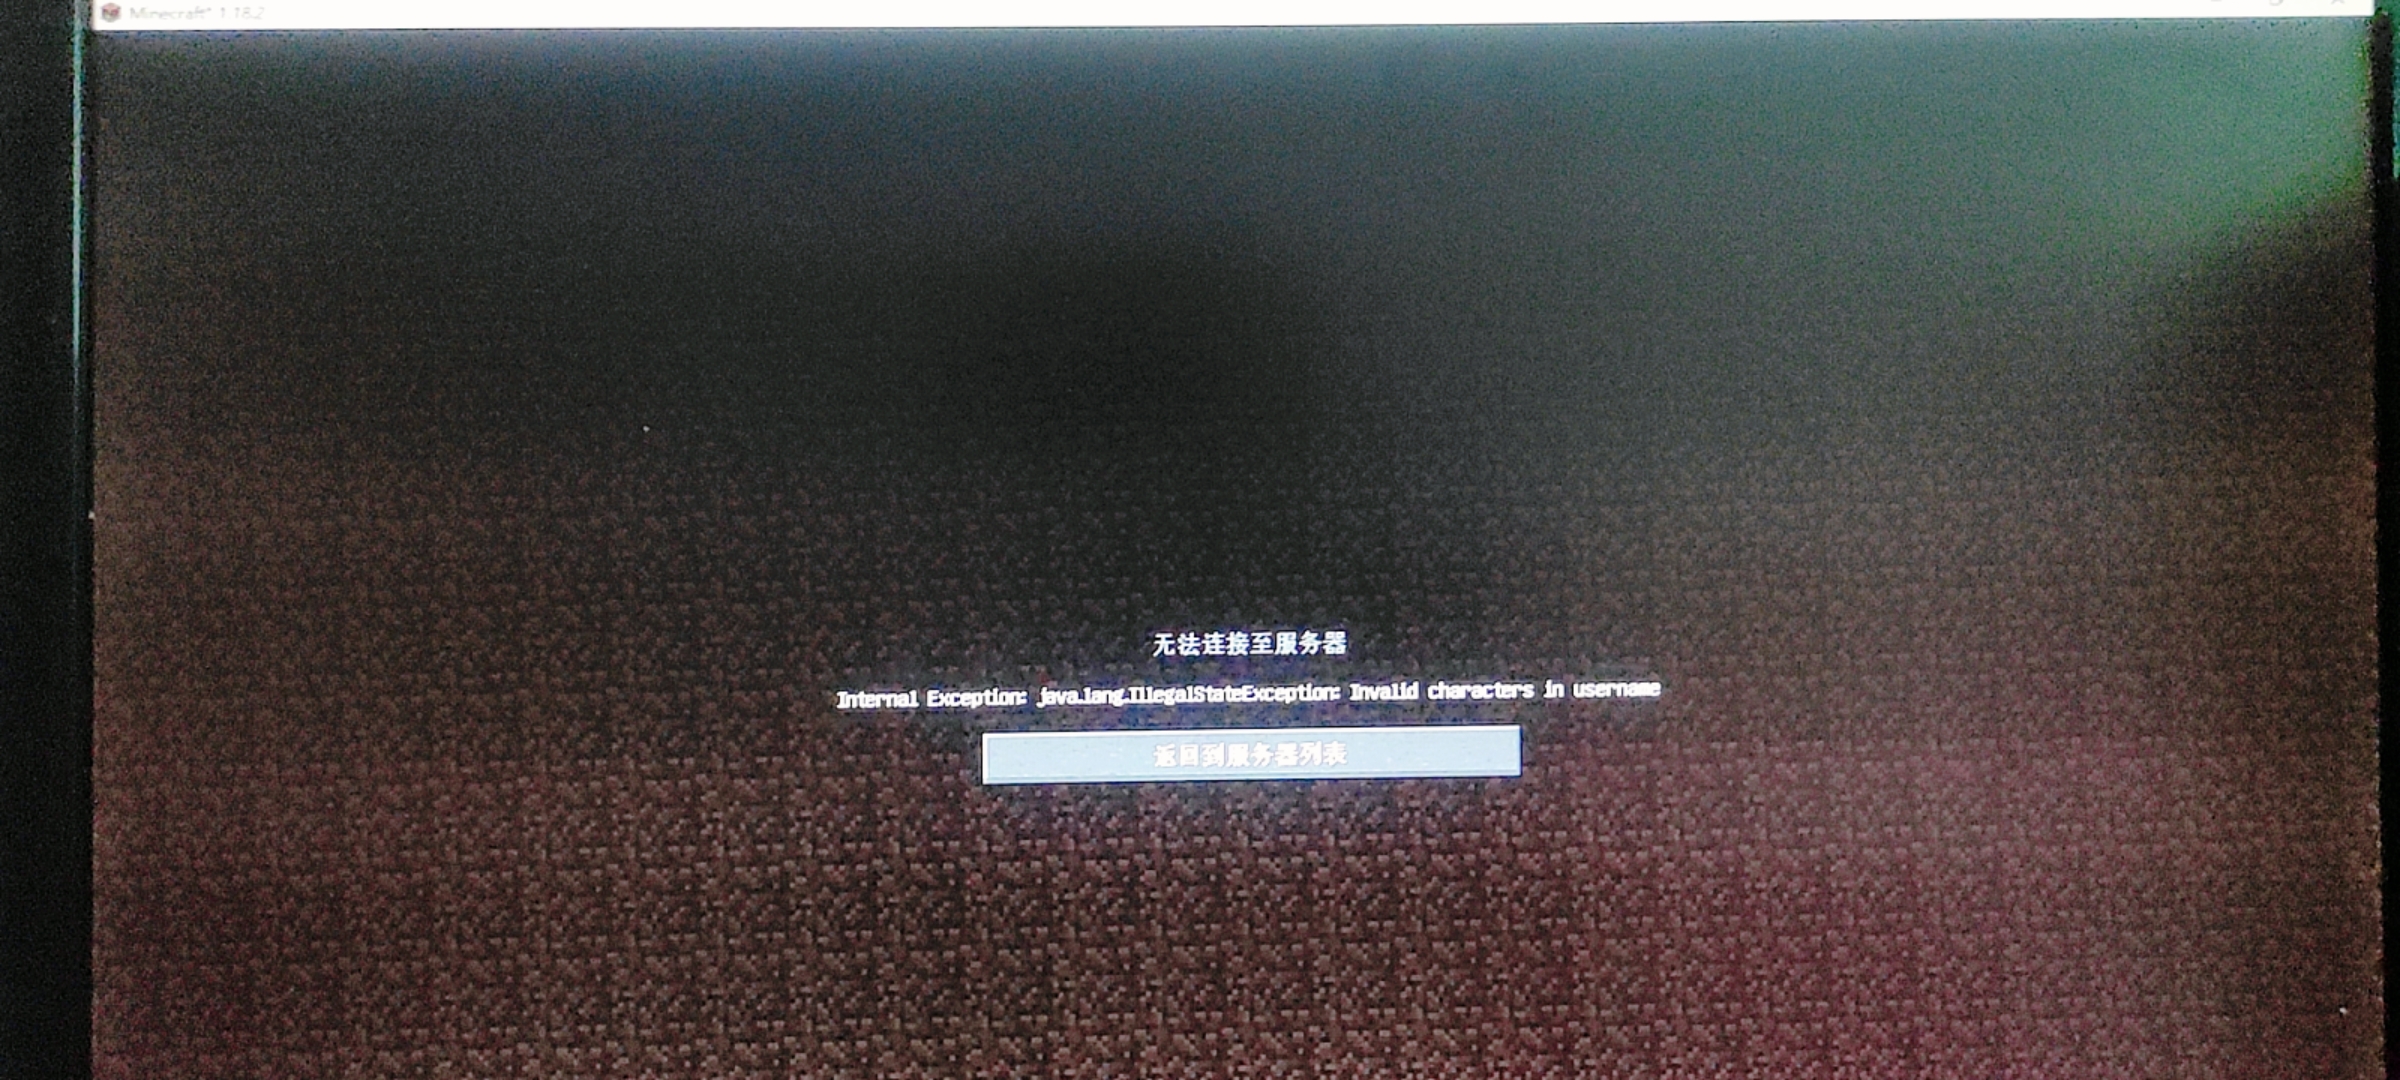 Minecraft* 1.18.2
无法连接至服务器
Internal Exception: java.lang.IllegalStateException: Invalid characters in username
返回到服务器列表